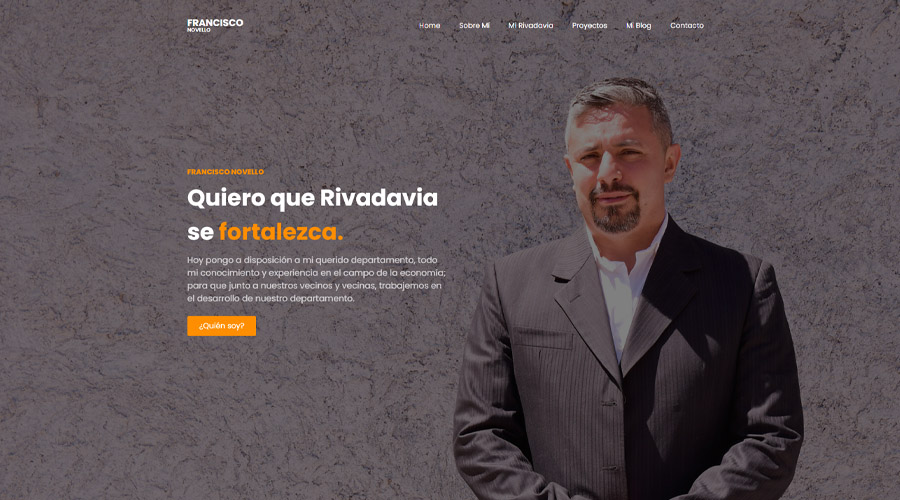 FRANCISCO
NOVELLO
Home Sobre Mí Mi Rivadavia Proyectos Mi Blog Contacto
FRANCISCO NOVELLO
Quiero que Rivadavia
se fortalezca.
Hoy pongo a disposición a mi querido departamento, todo
mi conocimiento y experiencia en el campo de la economía;
para que junto a nuestros vecinos y vecinas, trabajemos en
el desarrollo de nuestro departamento.
¿Quién soy?